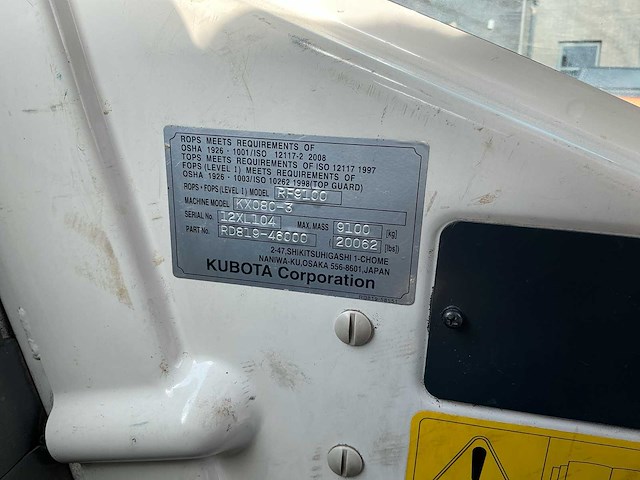 ROPS MEETS REQUIREMENTS OF
OSHA 1926 · 1001/ISO 12117-2 2008
TOPS MEETS REQUIREMENTS OF ISO 12117 1997
FOPS (LEVEL I) MEETS REQUIREMENTS OF
OSHA 1926 · 1003/ISO 10262 1998(TOP GUARD)
ROPS · FOPS (LEVEL I) MODEL RF9100
MACHINE MODEL KX080-3
SERIAL No. 12XL104 MAX. MASS 9100 [kg]
PART No. RD819-48000 20062 [lbs]
2-47, SHIKITSUHIGASHI 1-CHOME
NANIWA-KU, OSAKA 556-8601, JAPAN
KUBOTA Corporation